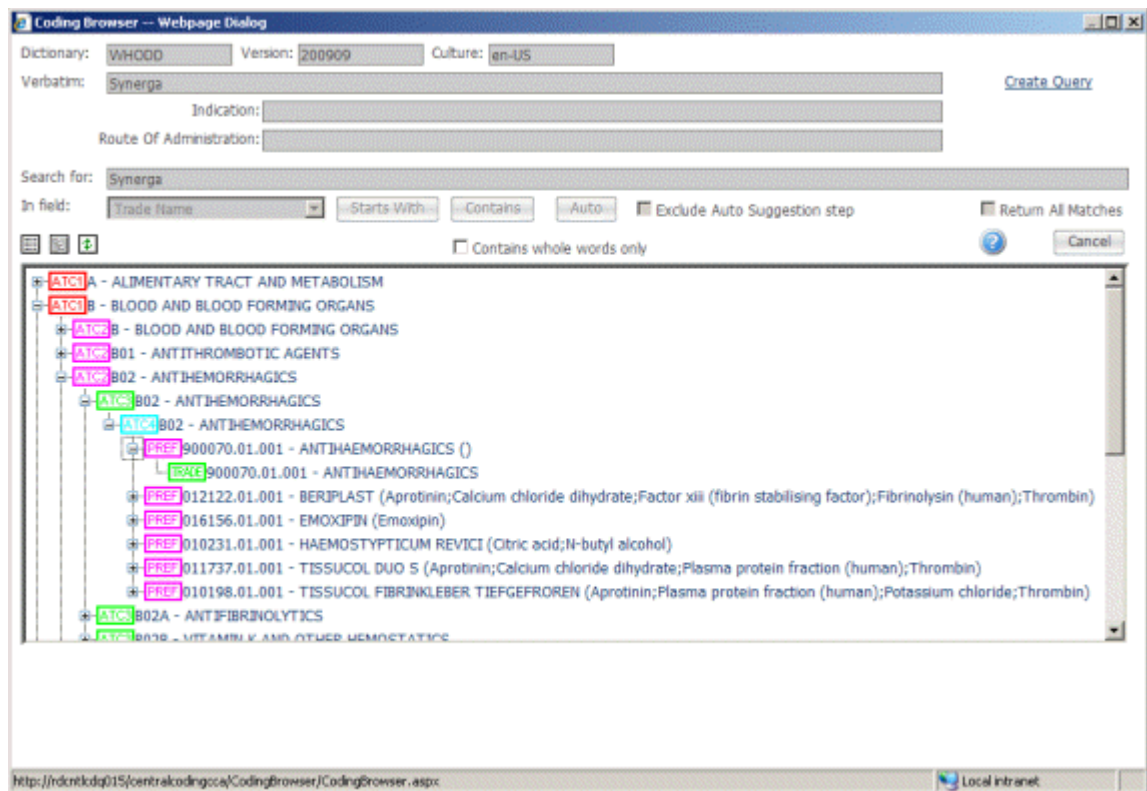 Coding Browser -- Webpage Dialog
Dictionary: WHODD Version: 200909 Culture: en-US
Verbatim: Synerga Create Query
Indication:
Route Of Administration:
Search for: Synerga
In field: Trade Name Starts With Contains Auto Exclude Auto Suggestion step Return All Matches
Contains whole words only Cancel
ATC1 A - ALIMENTARY TRACT AND METABOLISM
ATC1 B - BLOOD AND BLOOD FORMING ORGANS
ATC2 B - BLOOD AND BLOOD FORMING ORGANS
ATC2 B01 - ANTITHROMBOTIC AGENTS
ATC2 B02 - ANTIHEMORRHAGICS
ATC3 B02 - ANTIHEMORRHAGICS
ATC4 B02 - ANTIHEMORRHAGICS
PREF 900070.01.001 - ANTIHAEMORRHAGICS ()
TRADE 900070.01.001 - ANTIHAEMORRHAGICS
PREF 012122.01.001 - BERIPLAST (Aprotinin;Calcium chloride dihydrate;Factor xiii (fibrin stabilising factor);Fibrinolysin (human);Thrombin)
PREF 016156.01.001 - EMOXIPIN (Emoxipin)
PREF 010231.01.001 - HAEMOSTYPTICUM REVICI (Citric acid;N-butyl alcohol)
PREF 011737.01.001 - TISSUCOL DUO S (Aprotinin;Calcium chloride dihydrate;Plasma protein fraction (human);Thrombin)
PREF 010198.01.001 - TISSUCOL FIBRINKLEBER TIEFGEFROREN (Aprotinin;Plasma protein fraction (human);Potassium chloride;Thrombin)
ATC3 B02A - ANTIFIBRINOLYTICS
ATC3 B02B - VITAMIN K AND OTHER HEMOSTATICS
http://rdcntlcdq015/centralcodingcca/CodingBrowser/CodingBrowser.aspx Local intranet